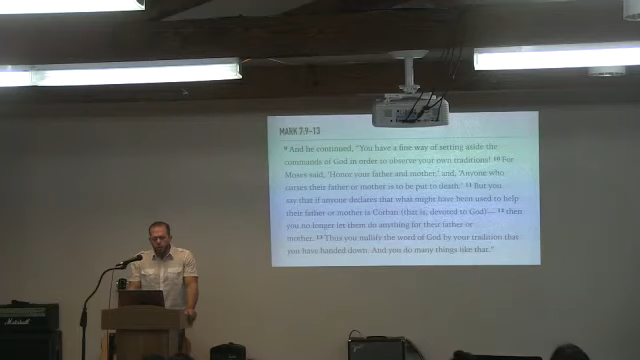 MARK 7:9–13
⁹ And he continued, "You have a fine way of setting aside the
commands of God in order to observe your own traditions! ¹⁰ For
Moses said, 'Honor your father and mother,' and, 'Anyone who
curses their father or mother is to be put to death.' ¹¹ But you
say that if anyone declares that what might have been used to help
their father or mother is Corban (that is, devoted to God)— ¹² then
you no longer let them do anything for their father or
mother. ¹³ Thus you nullify the word of God by your tradition that
you have handed down. And you do many things like that."
Marshall